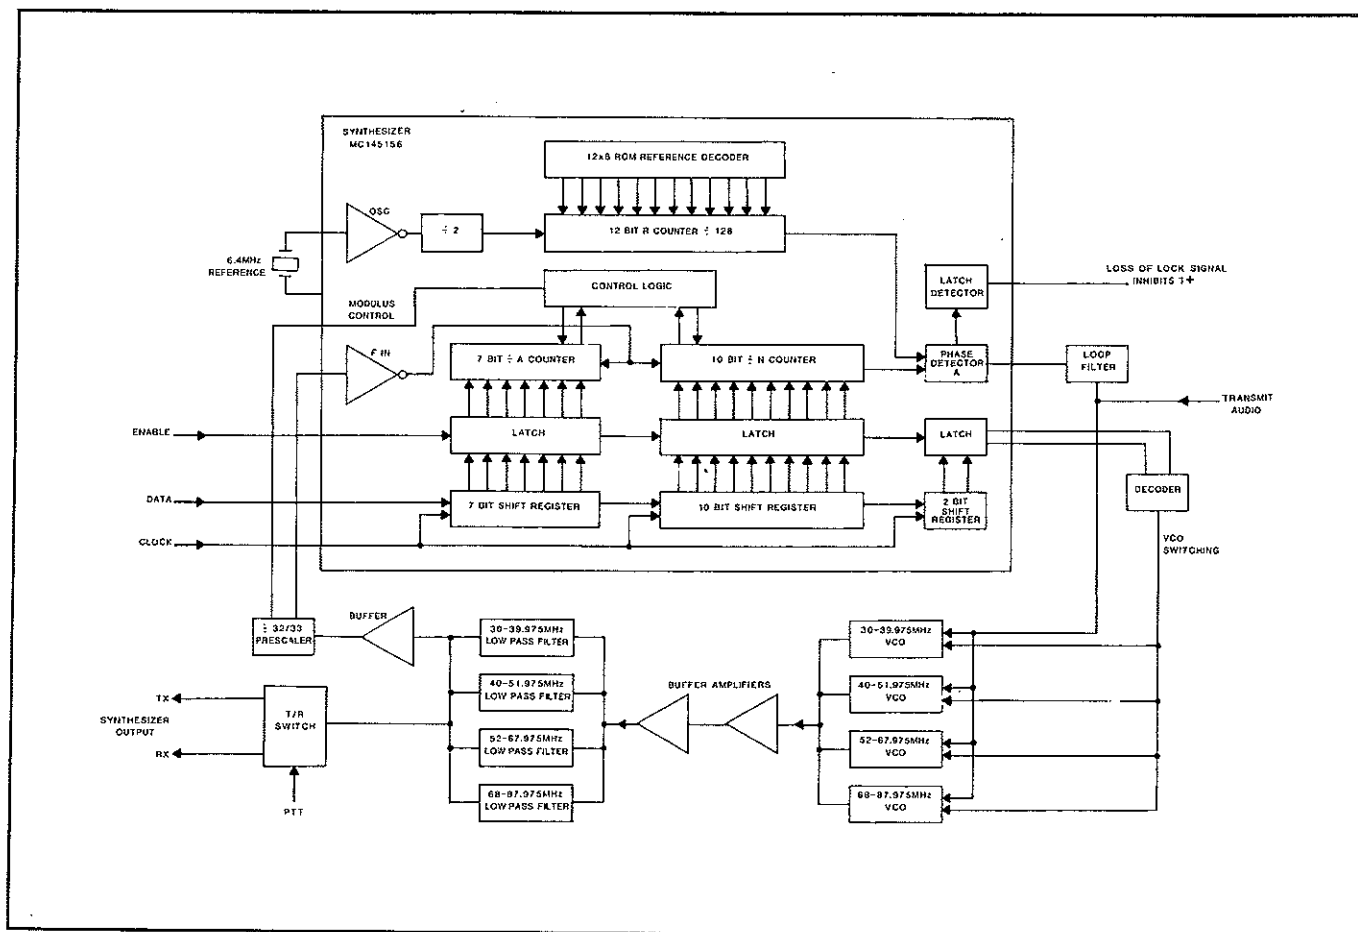 SYNTHESIZER
MC145156
12x8 ROM REFERENCE DECODER
OSC
÷ 2
12 BIT R COUNTER ÷ 128
6.4MHz
REFERENCE
MODULUS
CONTROL
CONTROL LOGIC
LATCH
DETECTOR
LOSS OF LOCK SIGNAL
INHIBITS T+
F IN
7 BIT ÷ A COUNTER
10 BIT ÷ N COUNTER
PHASE
DETECTOR
A
LOOP
FILTER
TRANSMIT
AUDIO
ENABLE
LATCH
LATCH
LATCH
DATA
7 BIT SHIFT REGISTER
10 BIT SHIFT REGISTER
2 BIT
SHIFT
REGISTER
DECODER
CLOCK
VCO
SWITCHING
BUFFER
÷ 32/33
PRESCALER
30-39.975MHz
LOW PASS FILTER
30-39.975MHz
VCO
40-51.975MHz
LOW PASS FILTER
BUFFER AMPLIFIERS
40-51.975MHz
VCO
TX
SYNTHESIZER
OUTPUT
RX
T/R
SWITCH
52-67.975MHz
LOW PASS FILTER
52-67.975MHz
VCO
68-87.975MHz
LOW PASS FILTER
68-87.975MHz
VCO
PTT